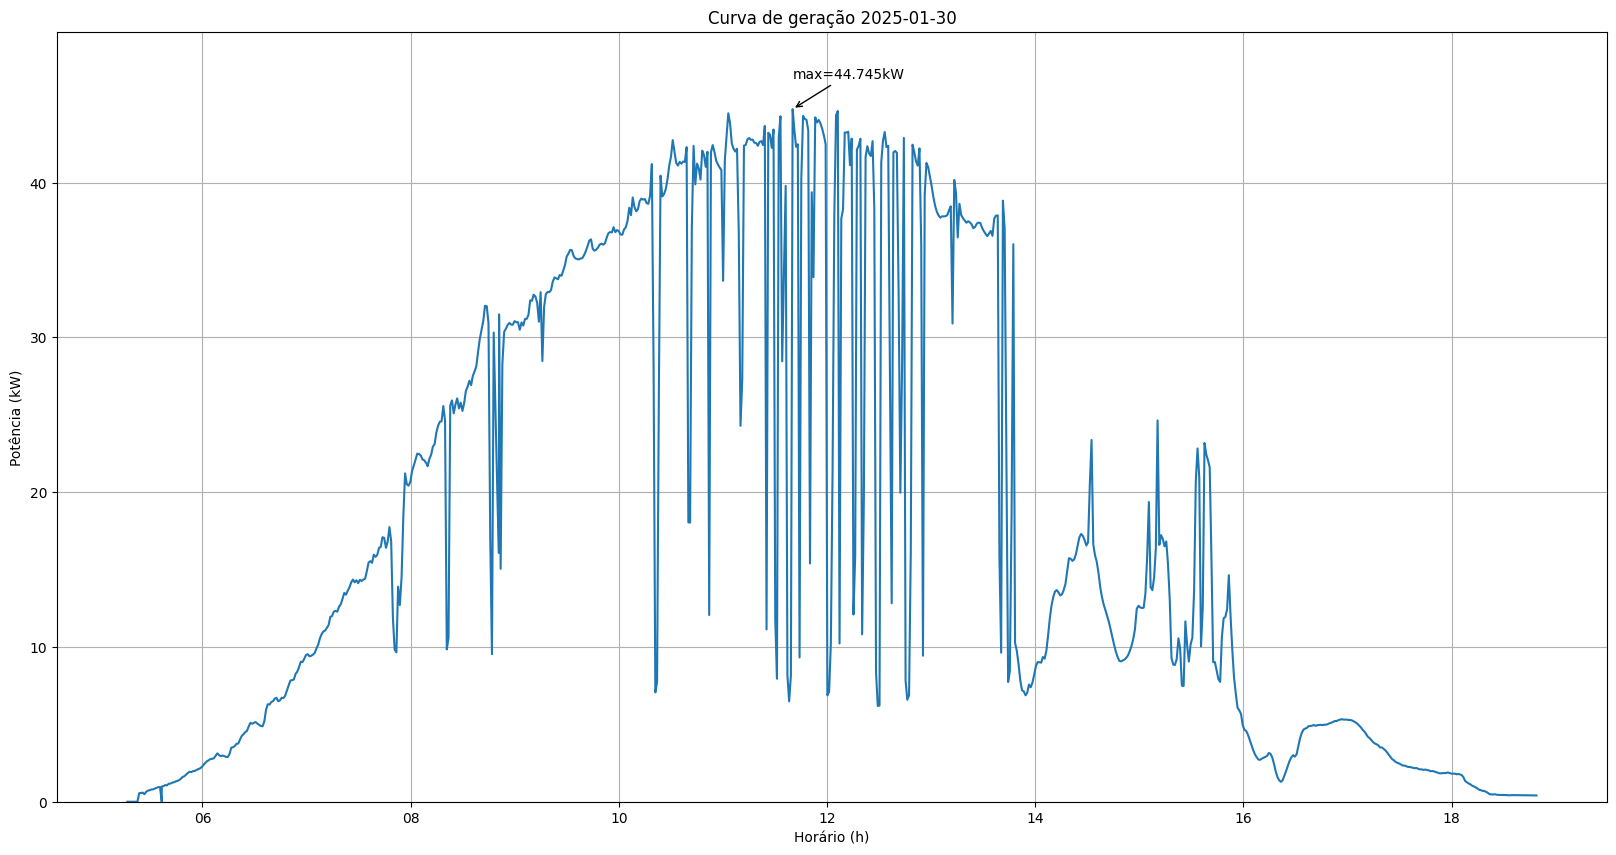 Curva de geração 2025-01-30
max=44.745kW
Potência (kW)
40
30
20
10
0
06 08 10 12 14 16 18
Horário (h)